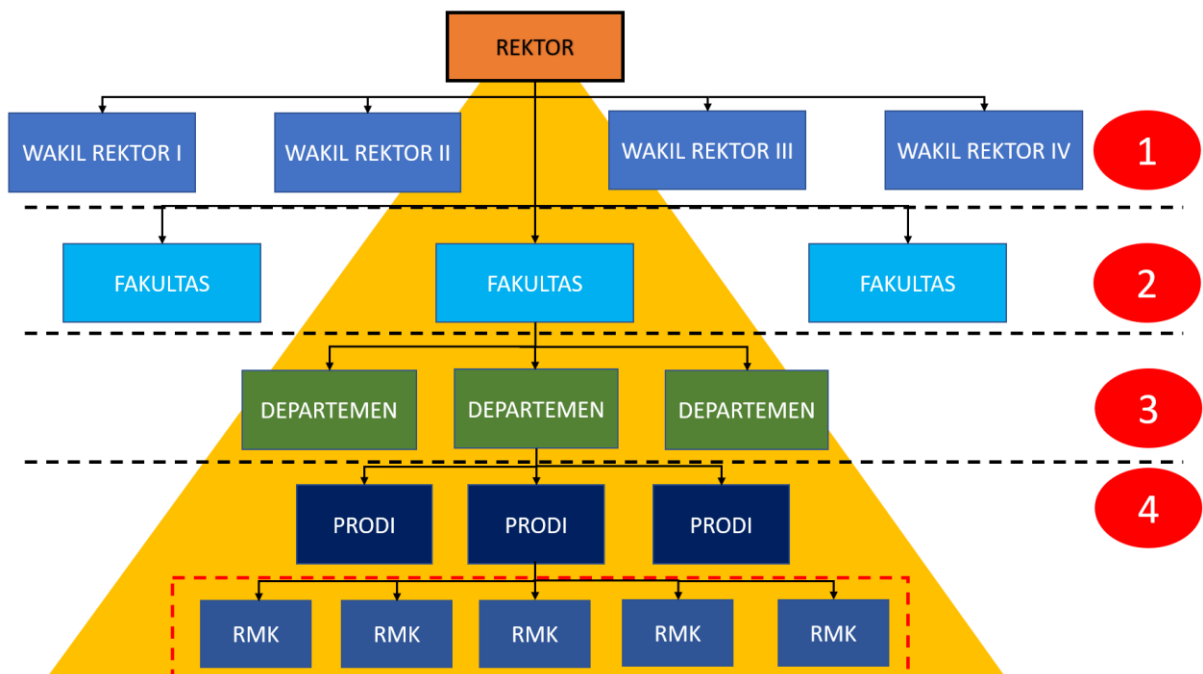 REKTOR
WAKIL REKTOR I
WAKIL REKTOR II
WAKIL REKTOR III
WAKIL REKTOR IV
1
FAKULTAS
FAKULTAS
FAKULTAS
2
DEPARTEMEN
DEPARTEMEN
DEPARTEMEN
3
PRODI
PRODI
PRODI
4
RMK
RMK
RMK
RMK
RMK